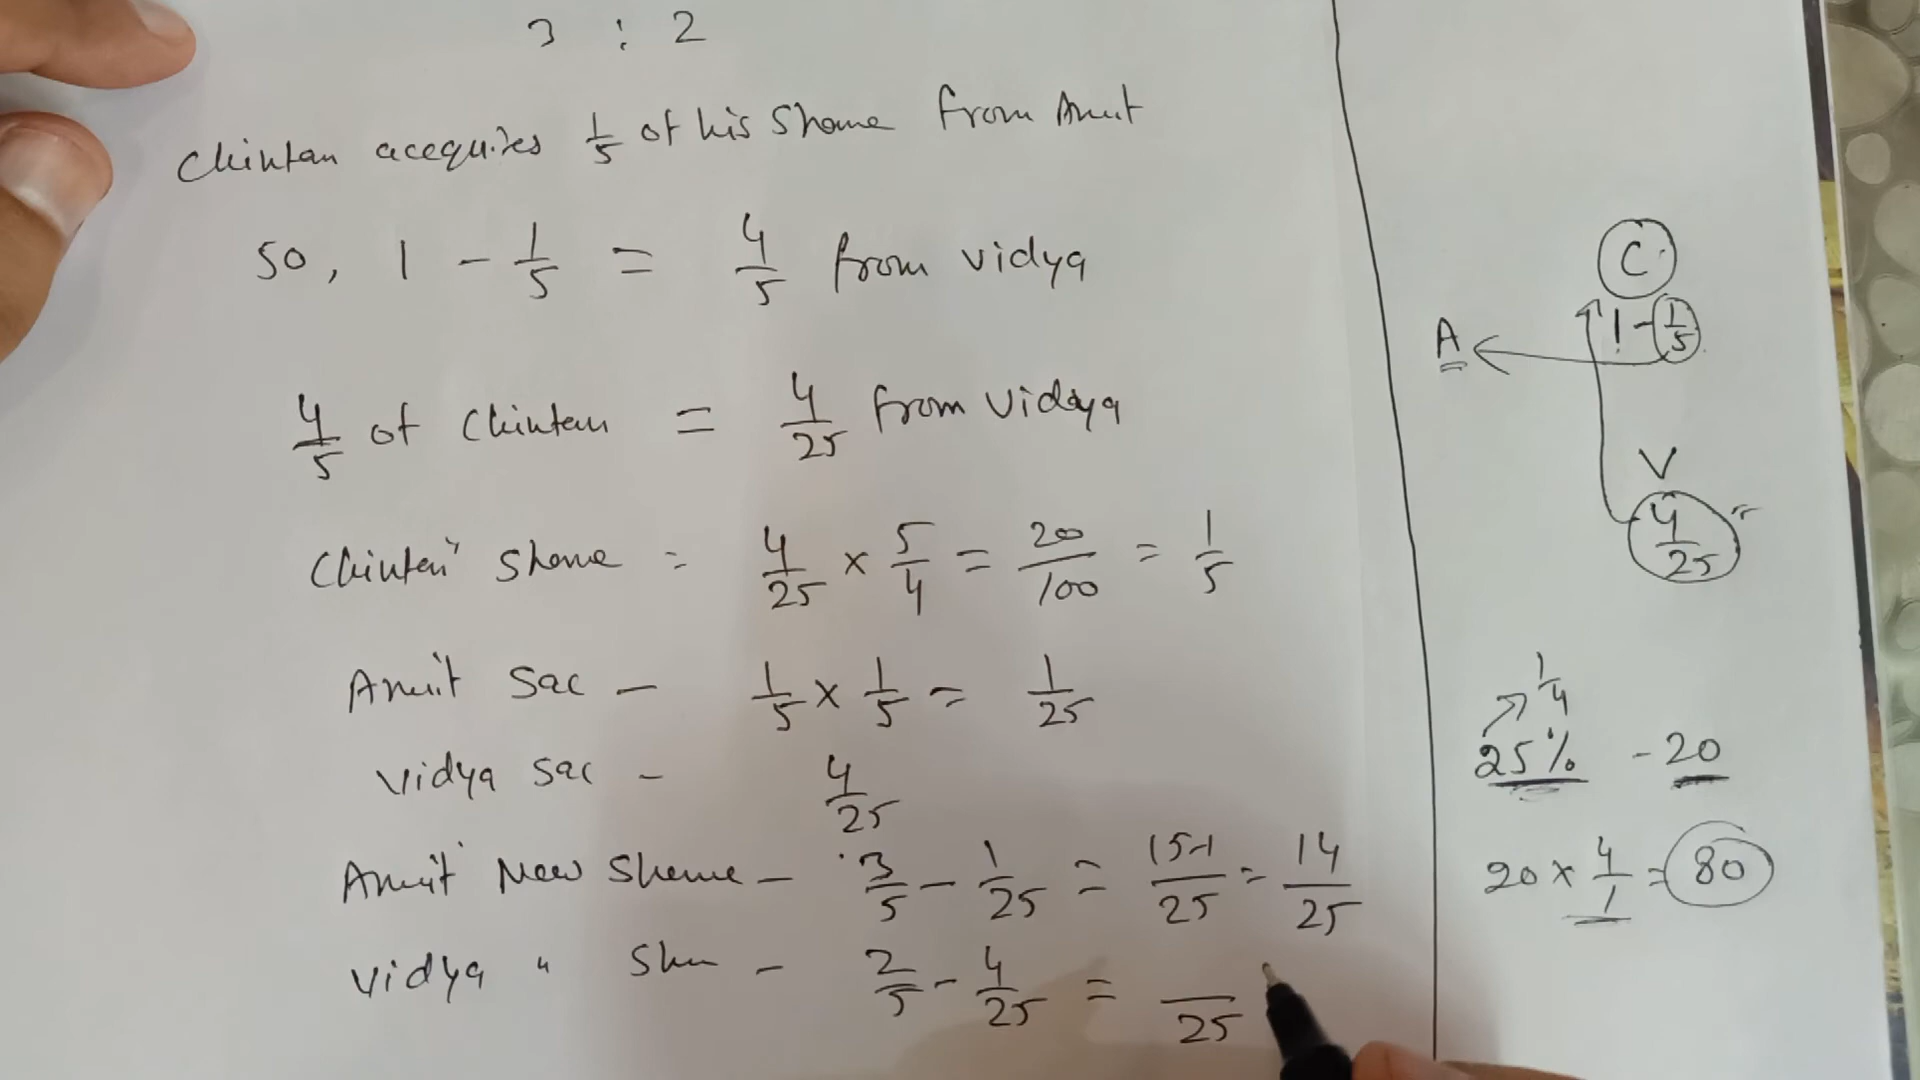 3 : 2
Chintan acequires 1/5 of his Share from Amit
So, 1 - 1/5 = 4/5 from vidya
4/5 of Chintan = 4/25 from Vidya
Chintan" Share = 4/25 × 5/4 = 200/100 = 1/5
Amit Sac - 1/5 × 1/5 = 1/25
Vidya Sac - 4/25
Amit New Share - 3/5 - 1/25 = 15-1/25 = 14/25
Vidya " - 2/5 - 4/25 = /25
C
1 - 1/5
A
V
4/25
1/4
25% - 20
20 × 4/1 = 80